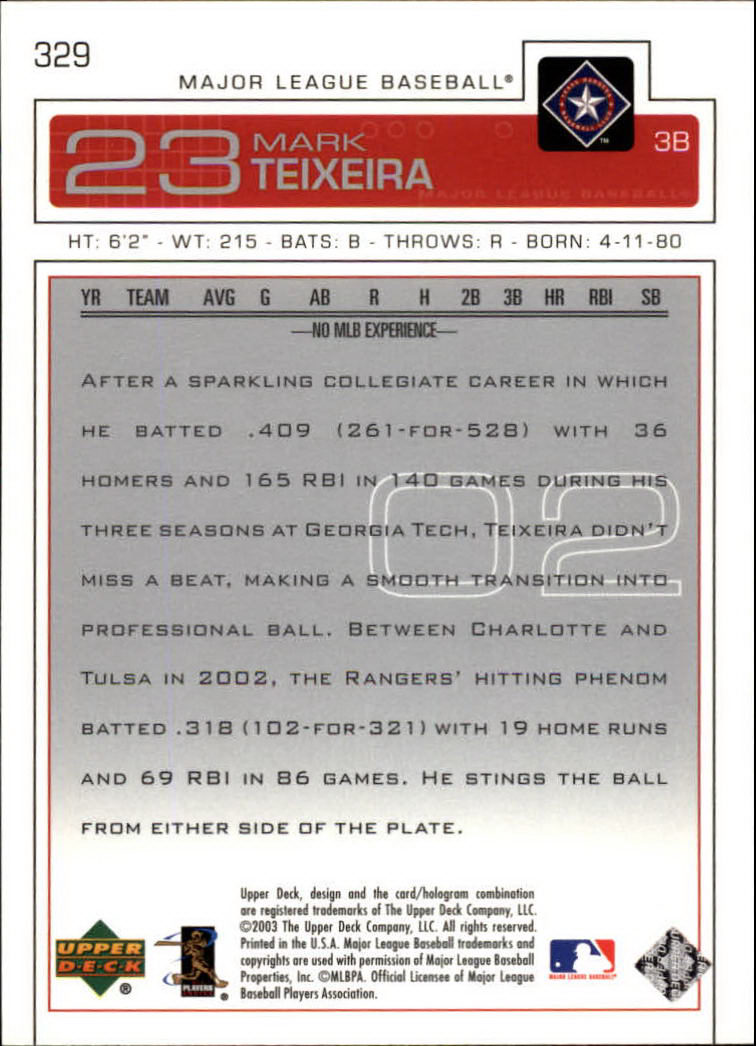 329
MAJOR LEAGUE BASEBALL®
23 MARK TEIXEIRA
3B
™
MAJOR LEAGUE BASEBALL®
HT: 6'2" - WT: 215 - BATS: B - THROWS: R - BORN: 4-11-80
YR TEAM AVG G AB R H 2B 3B HR RBI SB
—NO MLB EXPERIENCE—
AFTER A SPARKLING COLLEGIATE CAREER IN WHICH
HE BATTED .409 (261-FOR-528) WITH 36
HOMERS AND 165 RBI IN 140 GAMES DURING HIS
THREE SEASONS AT GEORGIA TECH, TEIXEIRA DIDN'T
MISS A BEAT, MAKING A SMOOTH TRANSITION INTO
PROFESSIONAL BALL. BETWEEN CHARLOTTE AND
TULSA IN 2002, THE RANGERS' HITTING PHENOM
BATTED .318 (102-FOR-321) WITH 19 HOME RUNS
AND 69 RBI IN 86 GAMES. HE STINGS THE BALL
FROM EITHER SIDE OF THE PLATE.
02
Upper Deck, design and the card/hologram combination
are registered trademarks of The Upper Deck Company, LLC.
©2003 The Upper Deck Company, LLC. All rights reserved.
Printed in the U.S.A. Major League Baseball trademarks and
copyrights are used with permission of Major League Baseball
Properties, Inc. ©MLBPA. Official Licensee of Major League
Baseball Players Association.
UPPER
DECK
®
PLAYERS
®
MAJOR LEAGUE BASEBALL®